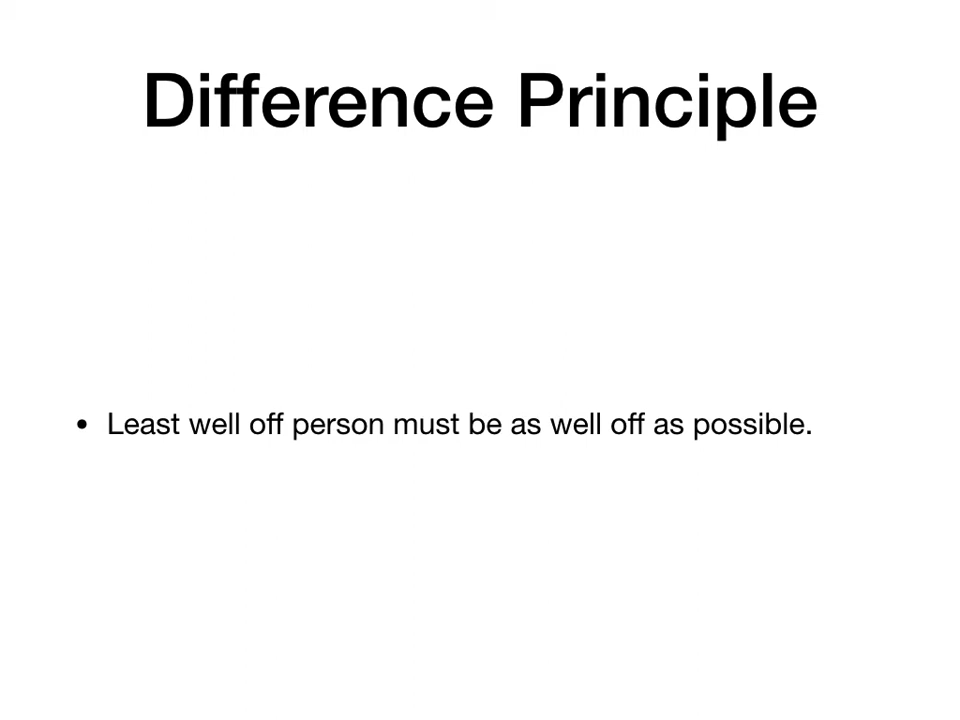 Difference Principle
• Least well off person must be as well off as possible.